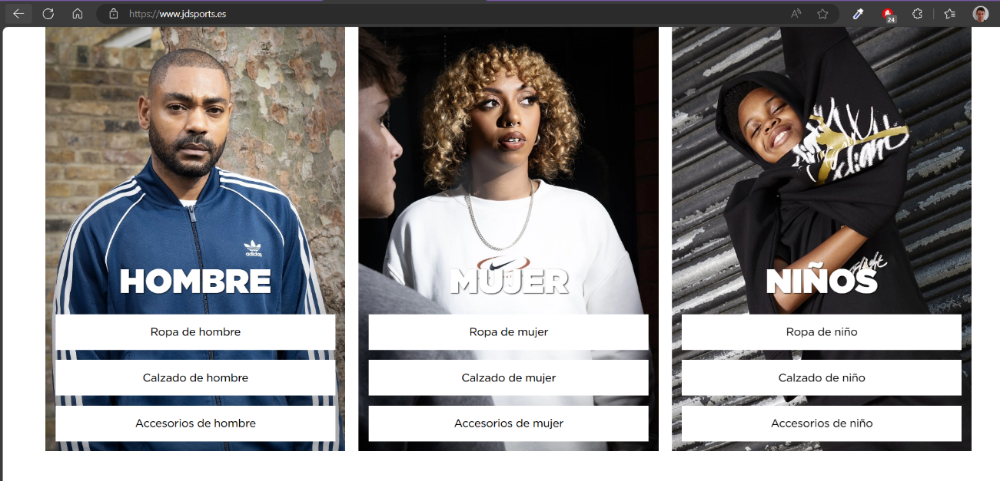 https://www.jdsports.es
24
adidas
HOMBRE
Ropa de hombre
Calzado de hombre
Accesorios de hombre
MUJER
Ropa de mujer
Calzado de mujer
Accesorios de mujer
NIÑOS
Ropa de niño
Calzado de niño
Accesorios de niño